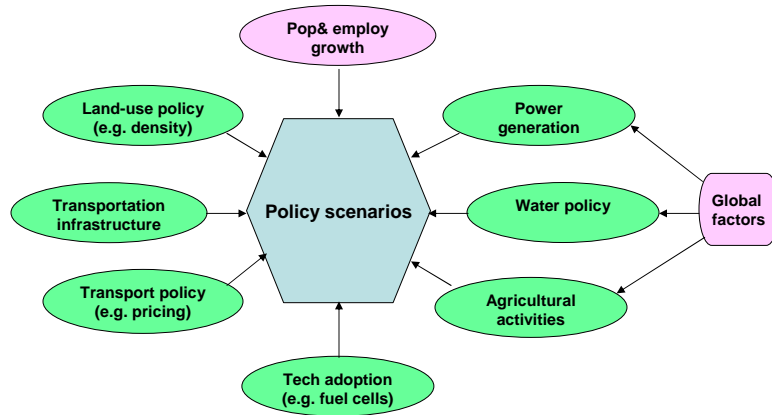 Pop& employ
growth
Land-use policy
(e.g. density)
Power
generation
Transportation
infrastructure
Policy scenarios
Water policy
Global
factors
Transport policy
(e.g. pricing)
Agricultural
activities
Tech adoption
(e.g. fuel cells)